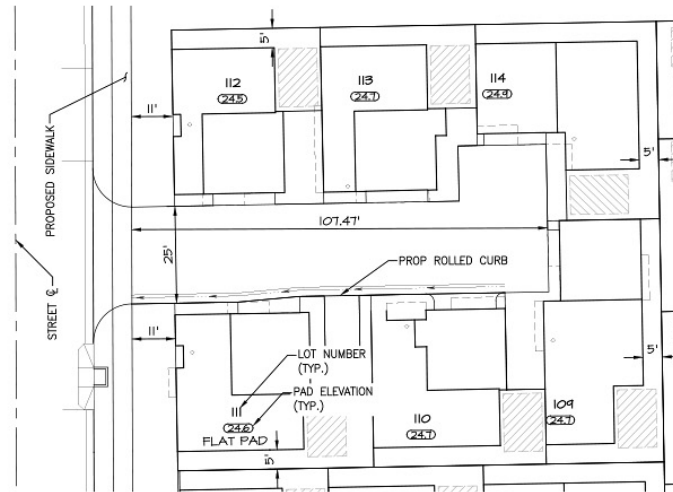 5'
112
24.5
113
24.7
114
24.9
11'
5'
PROPOSED SIDEWALK
107.47'
25'
PROP ROLLED CURB
STREET ℄
11'
LOT NUMBER
(TYP.)
5'
PAD ELEVATION
(TYP.)
111
24.6
FLAT PAD
110
24.7
109
24.7
5'